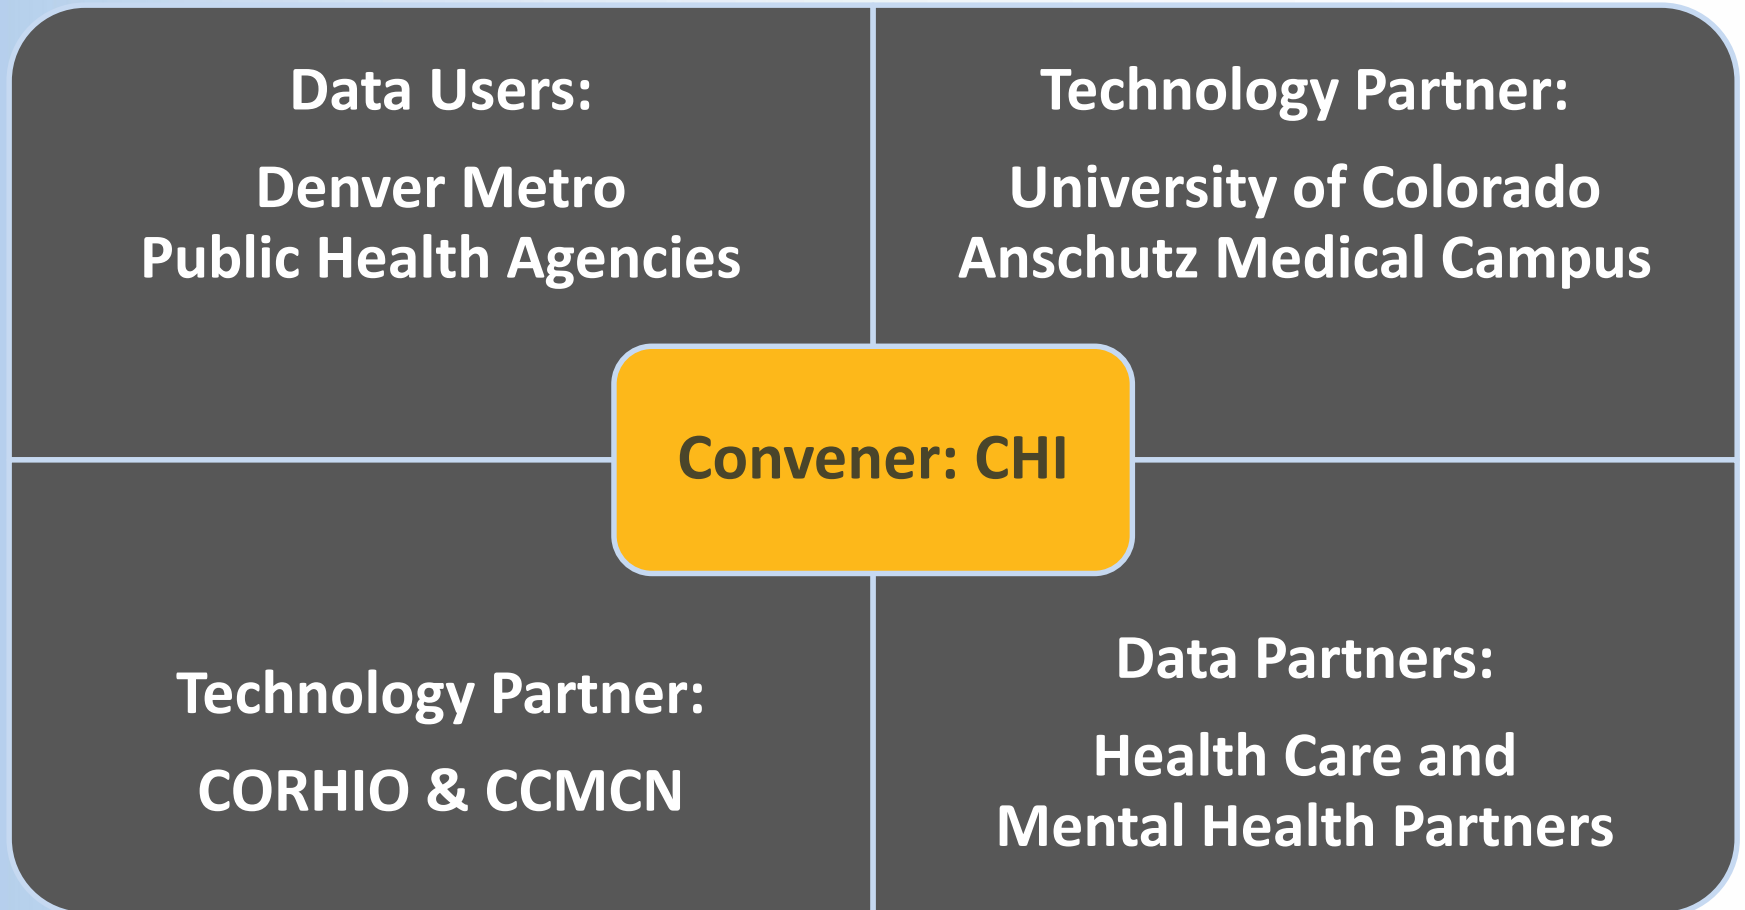 Data Users:
Denver Metro
Public Health Agencies
Technology Partner:
University of Colorado
Anschutz Medical Campus
Convener: CHI
Technology Partner:
CORHIO & CCMCN
Data Partners:
Health Care and
Mental Health Partners